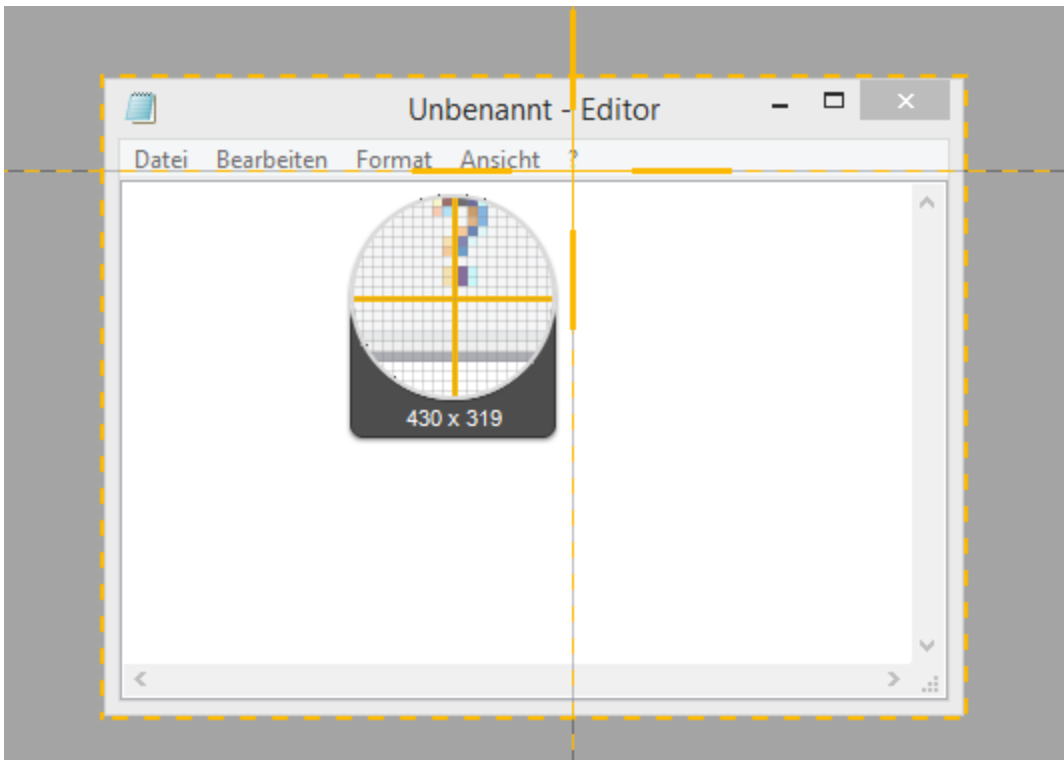 Unbenannt - Editor
Datei Bearbeiten Format Ansicht ?
430 x 319